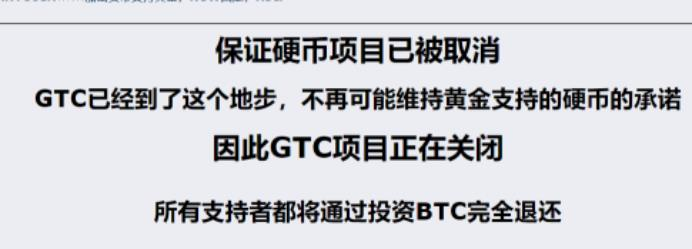 保证硬币项目已被取消
GTC已经到了这个地步，不再可能维持黄金支持的硬币的承诺
因此GTC项目正在关闭
所有支持者都将通过投资BTC完全退还